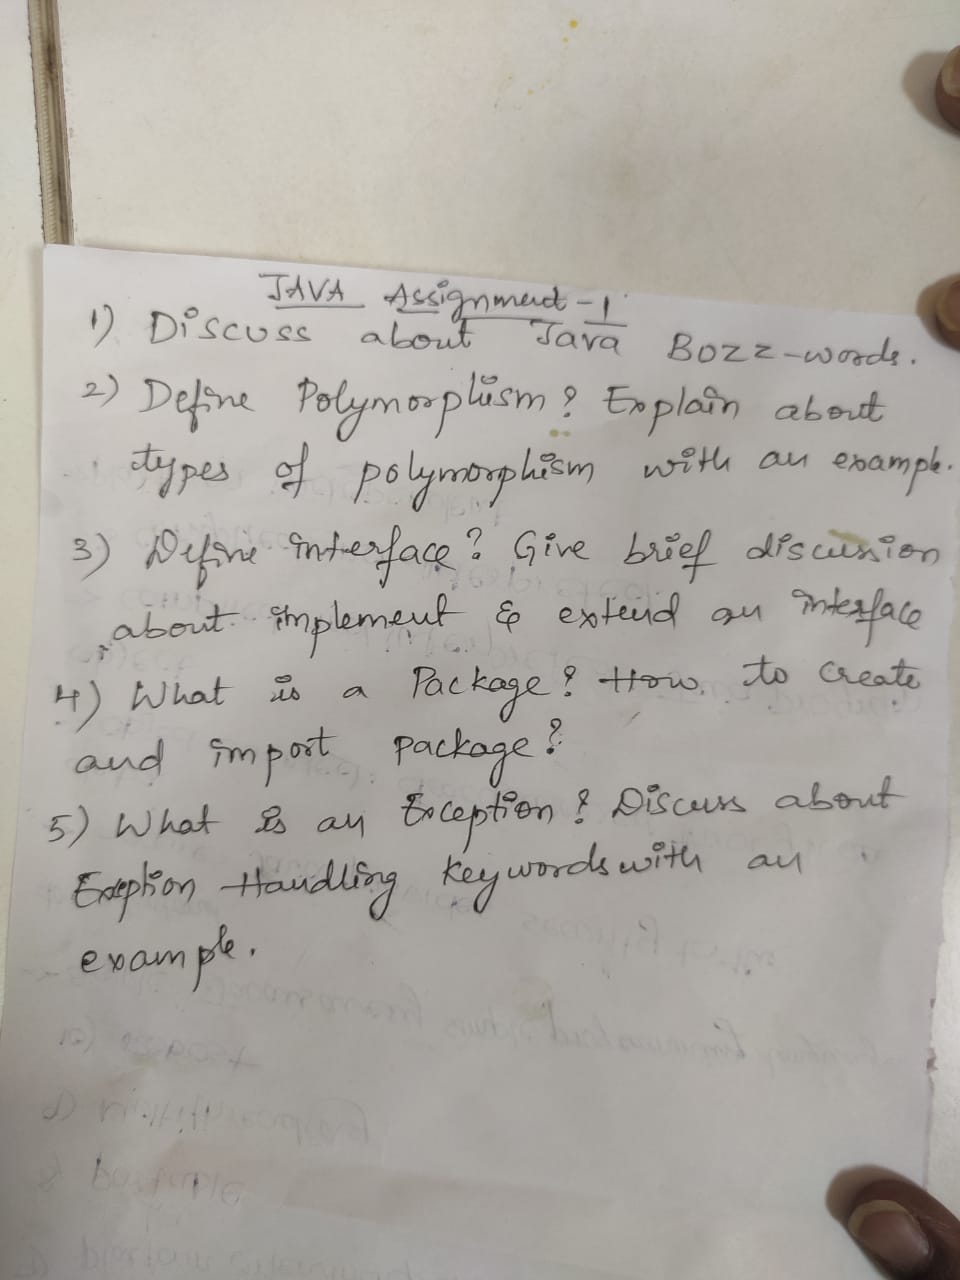 JAVA Assignment - 1
1) Discuss about Java Bozz-words.
2) Define Polymorphism? Explain about
types of polymorphism with an example.
3) Define interface? Give brief discussion
about implement & extend an interface
4) What is a Package? How to create
and import package?
5) What is an Exception? Discuss about
Exception Handling keywords with an
example.